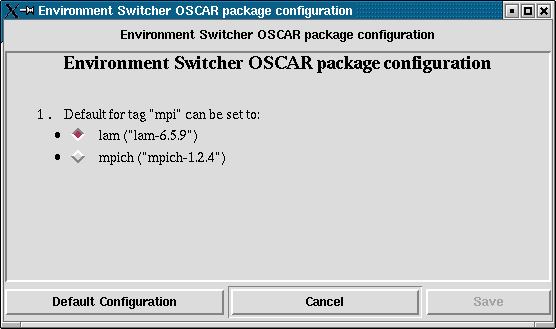 Environment Switcher OSCAR package configuration
Environment Switcher OSCAR package configuration
Environment Switcher OSCAR package configuration
1. Default for tag "mpi" can be set to:
lam ("lam-6.5.9")
mpich ("mpich-1.2.4")
Default Configuration Cancel Save